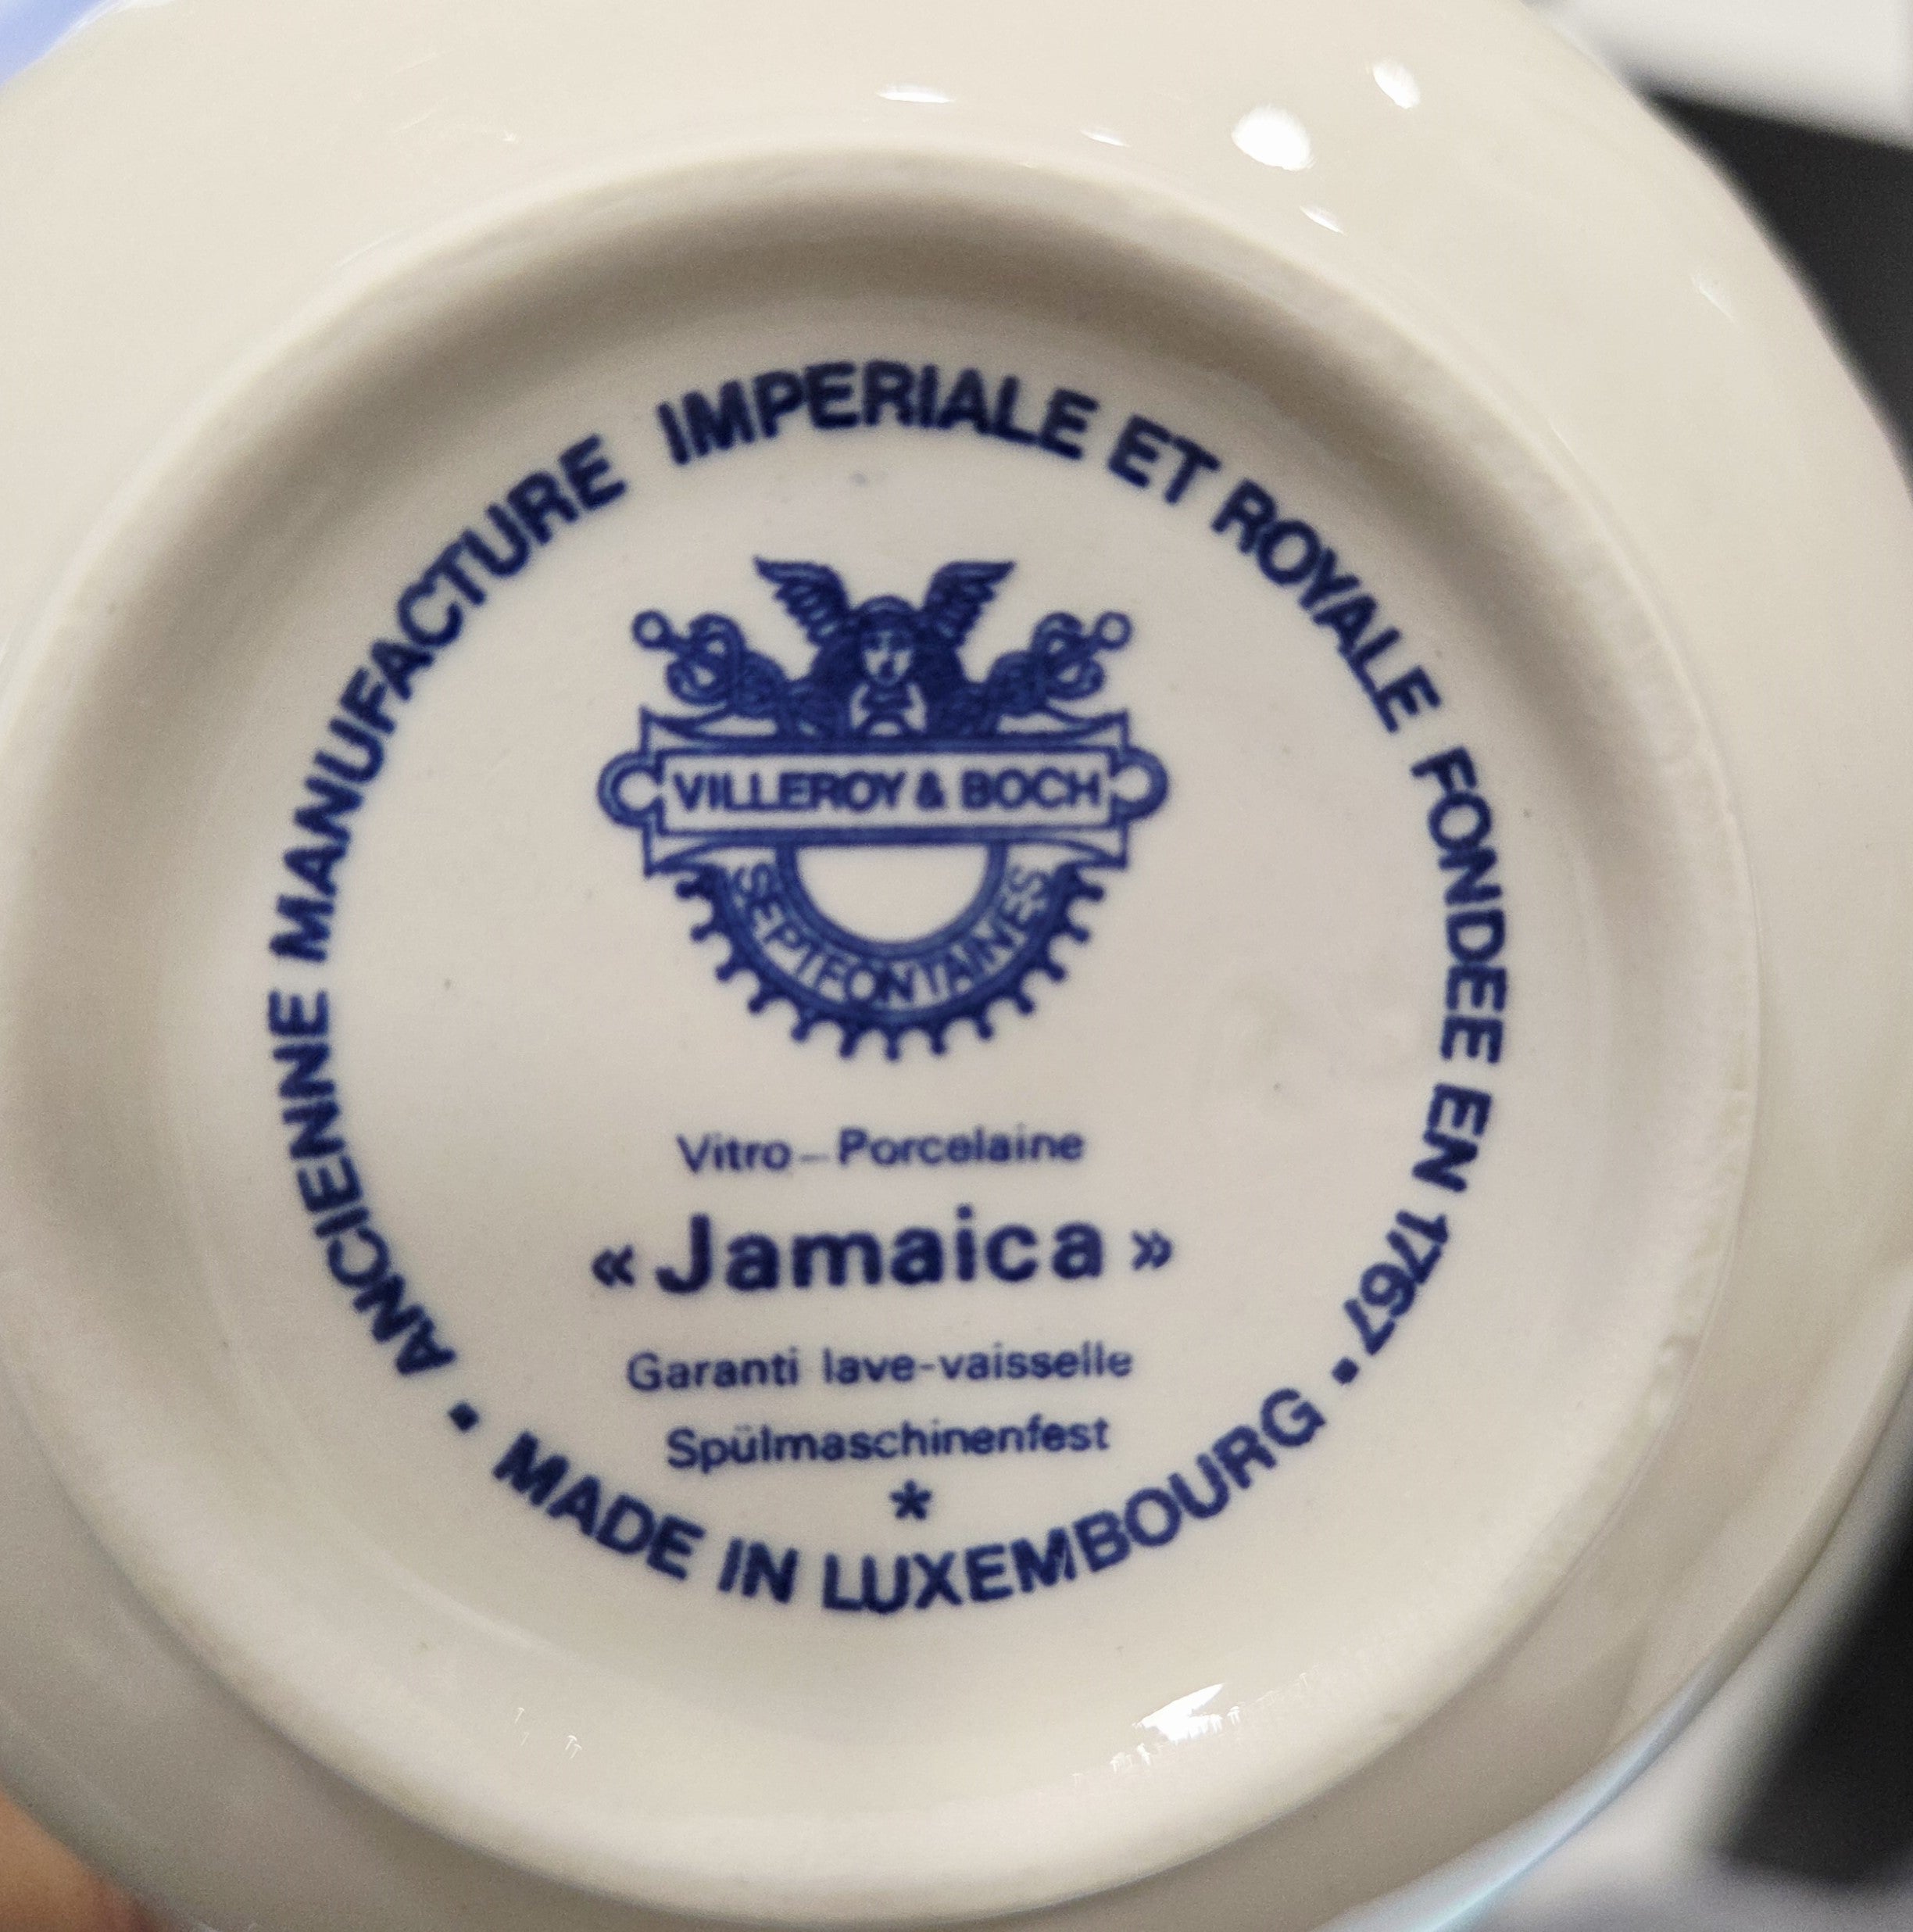 ANCIENNE MANUFACTURE IMPERIALE ET ROYALE FONDEE EN 1767 •
VILLEROY & BOCH
SEPTFONTAINES
Vitro-Porcelaine
«Jamaica»
Garanti lave-vaisselle
Spülmaschinenfest
*
MADE IN LUXEMBOURG •